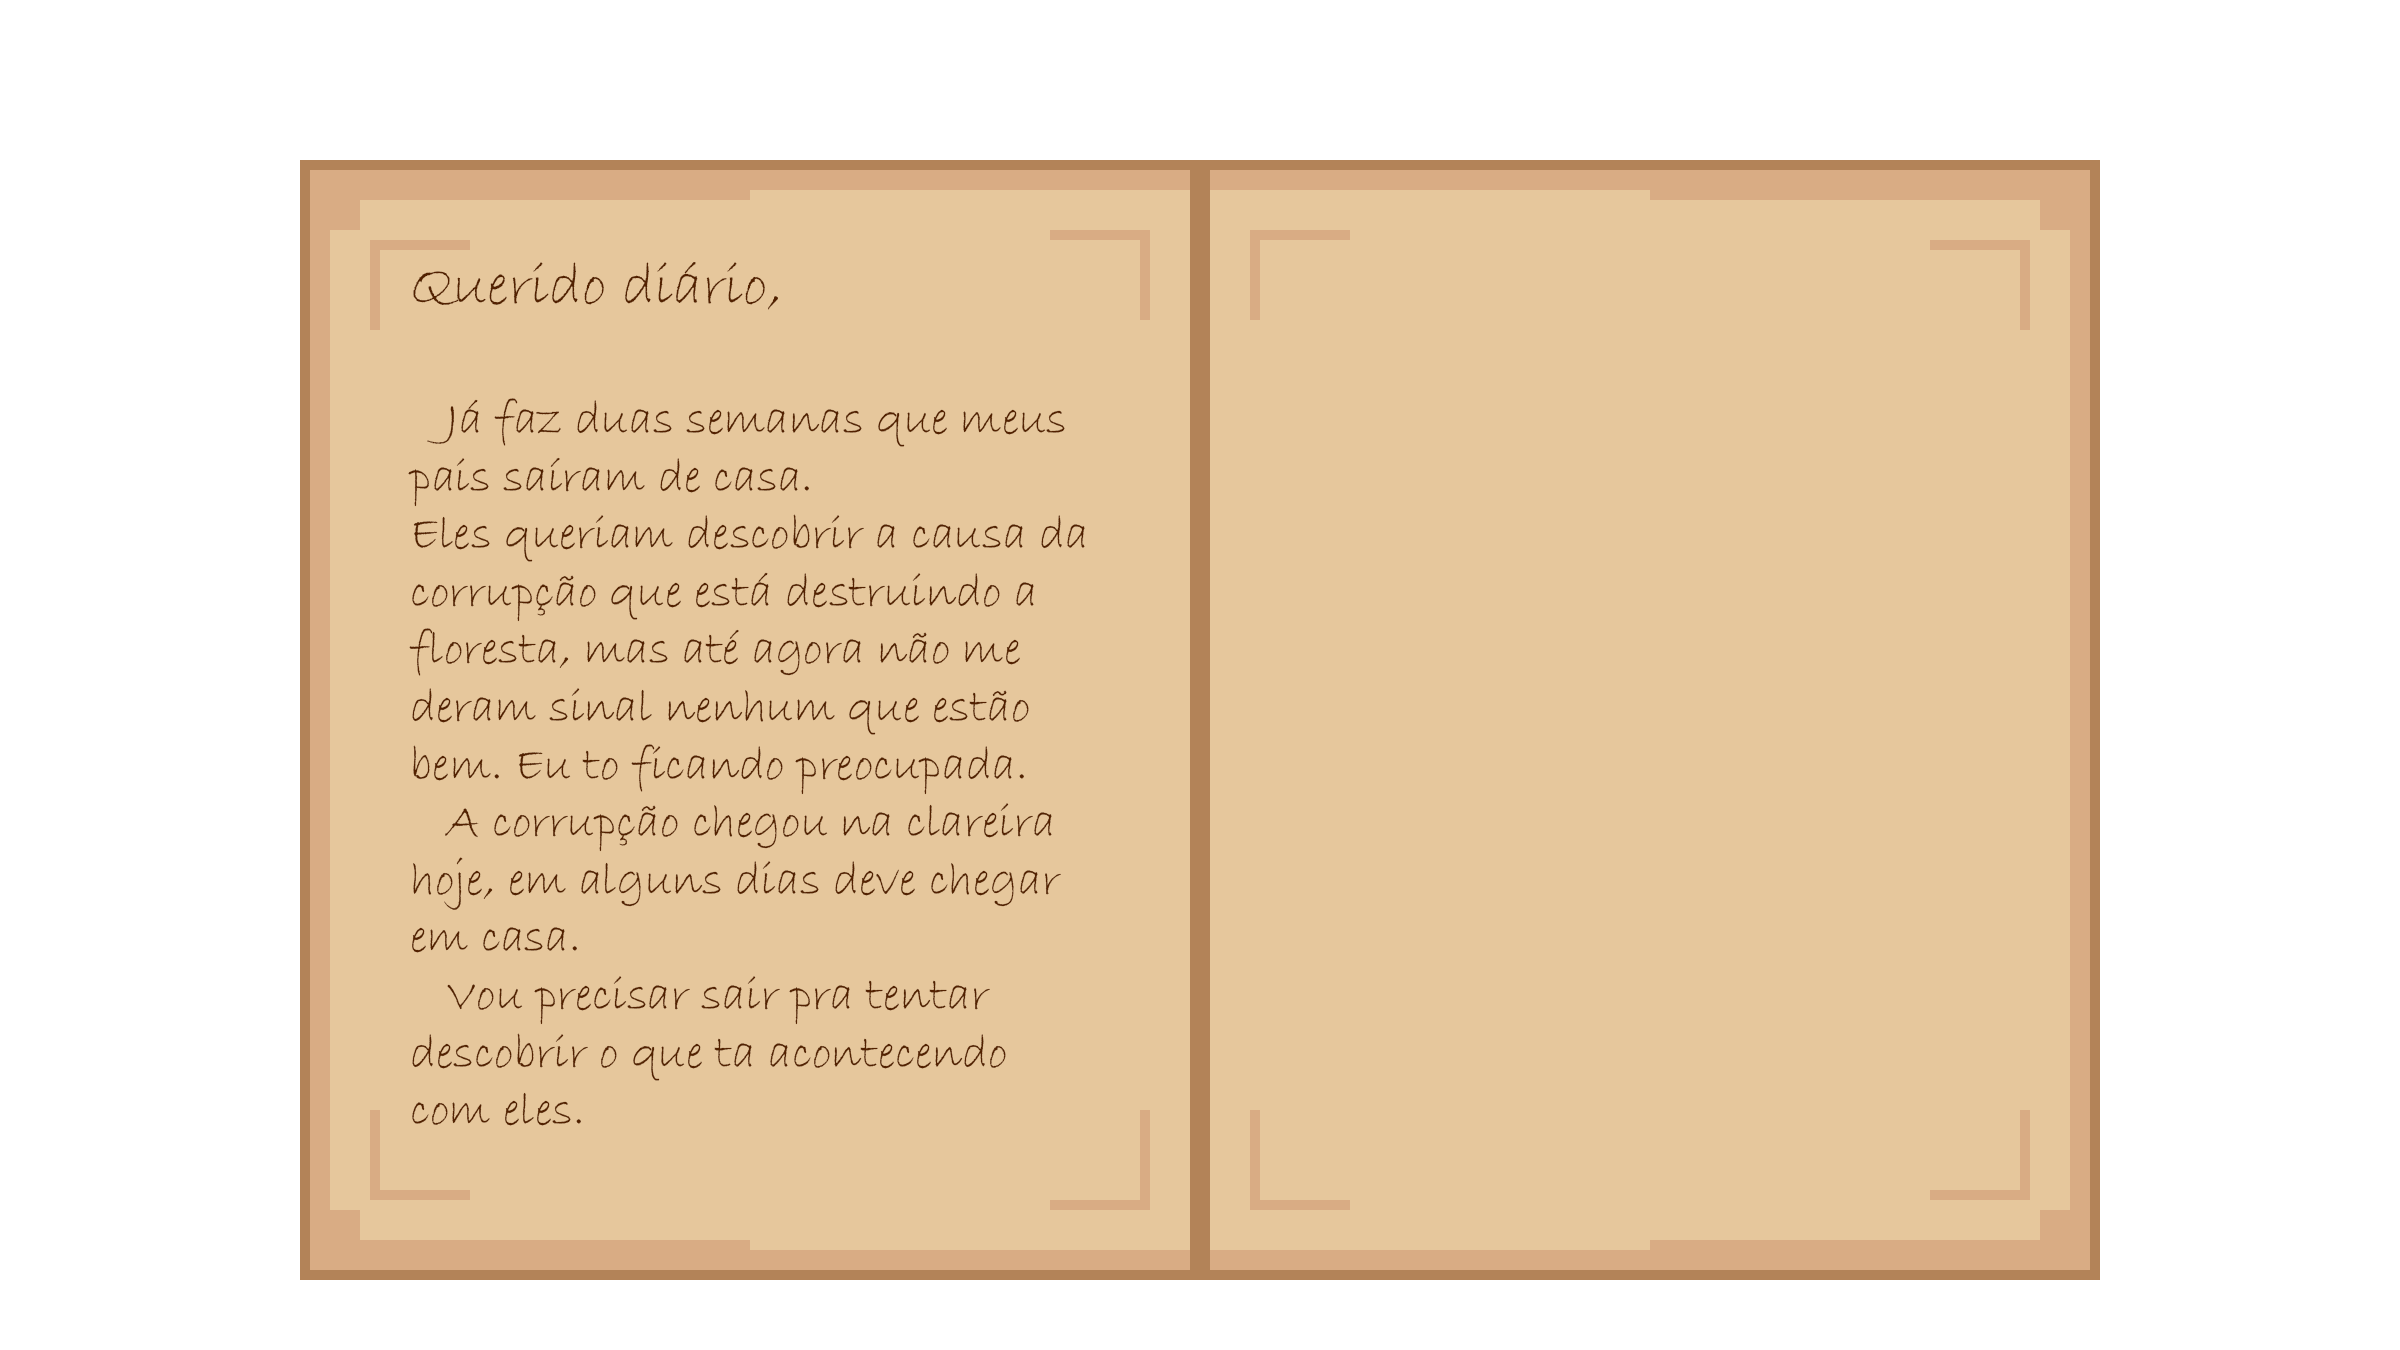 Querido diário,
Já faz duas semanas que meus
pais saíram de casa.
Eles queriam descobrir a causa da
corrupção que está destruindo a
floresta, mas até agora não me
deram sinal nenhum que estão
bem. Eu to ficando preocupada.
A corrupção chegou na clareira
hoje, em alguns dias deve chegar
em casa.
Vou precisar sair pra tentar
descobrir o que ta acontecendo
com eles.